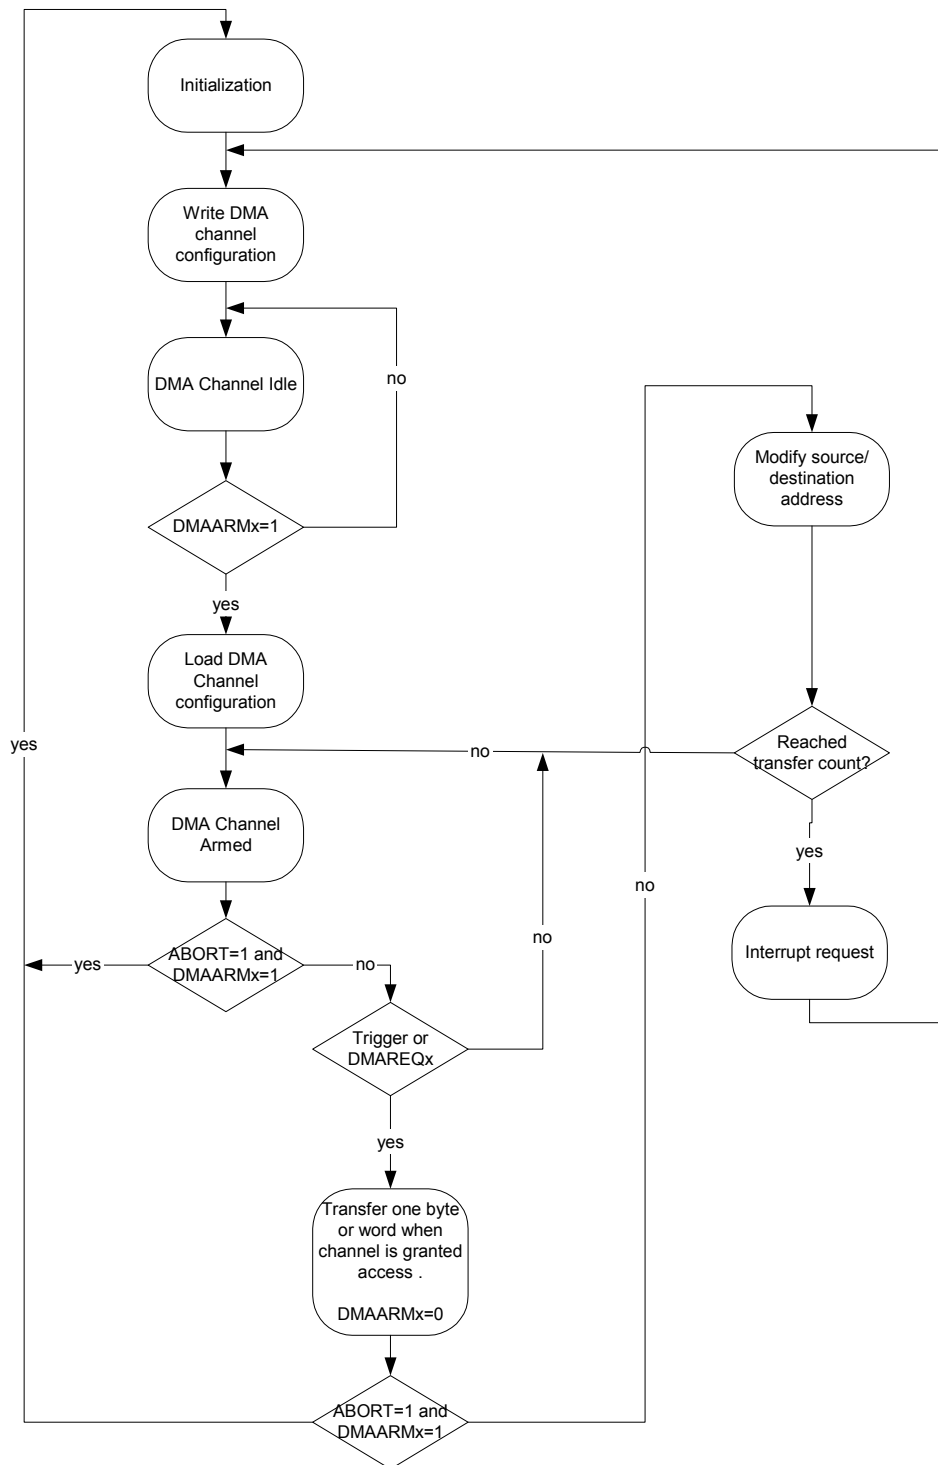 Initialization
Write DMA
channel
configuration
DMA Channel Idle
no
DMAARMx=1
yes
Load DMA
Channel
configuration
yes
no
DMA Channel
Armed
ABORT=1 and
DMAARMx=1
yes
no
Trigger or
DMAREQx
no
yes
Transfer one byte
or word when
channel is granted
access .
DMAARMx=0
ABORT=1 and
DMAARMx=1
no
Modify source/
destination
address
Reached
transfer count?
yes
Interrupt request